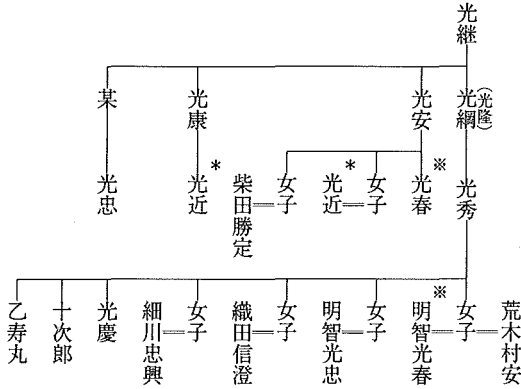 光継
光綱
(光隆)
光安
光康
某
光秀
※
光春
女子
光近
*
女子
柴田勝定
*
光近
光忠
荒木村安
女子
※
明智光春
女子
明智光忠
女子
織田信澄
女子
細川忠興
光慶
十次郎
乙寿丸